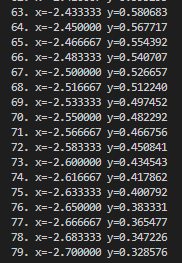 63. x=-2.433333 y=0.580683
64. x=-2.450000 y=0.567717
65. x=-2.466667 y=0.554392
66. x=-2.483333 y=0.540707
67. x=-2.500000 y=0.526657
68. x=-2.516667 y=0.512240
69. x=-2.533333 y=0.497452
70. x=-2.550000 y=0.482292
71. x=-2.566667 y=0.466756
72. x=-2.583333 y=0.450841
73. x=-2.600000 y=0.434543
74. x=-2.616667 y=0.417862
75. x=-2.633333 y=0.400792
76. x=-2.650000 y=0.383331
77. x=-2.666667 y=0.365477
78. x=-2.683333 y=0.347226
79. x=-2.700000 y=0.328576